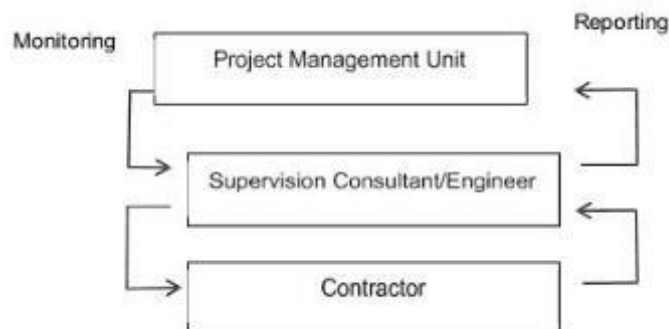 Monitoring
Reporting
Project Management Unit
Supervision Consultant/Engineer
Contractor